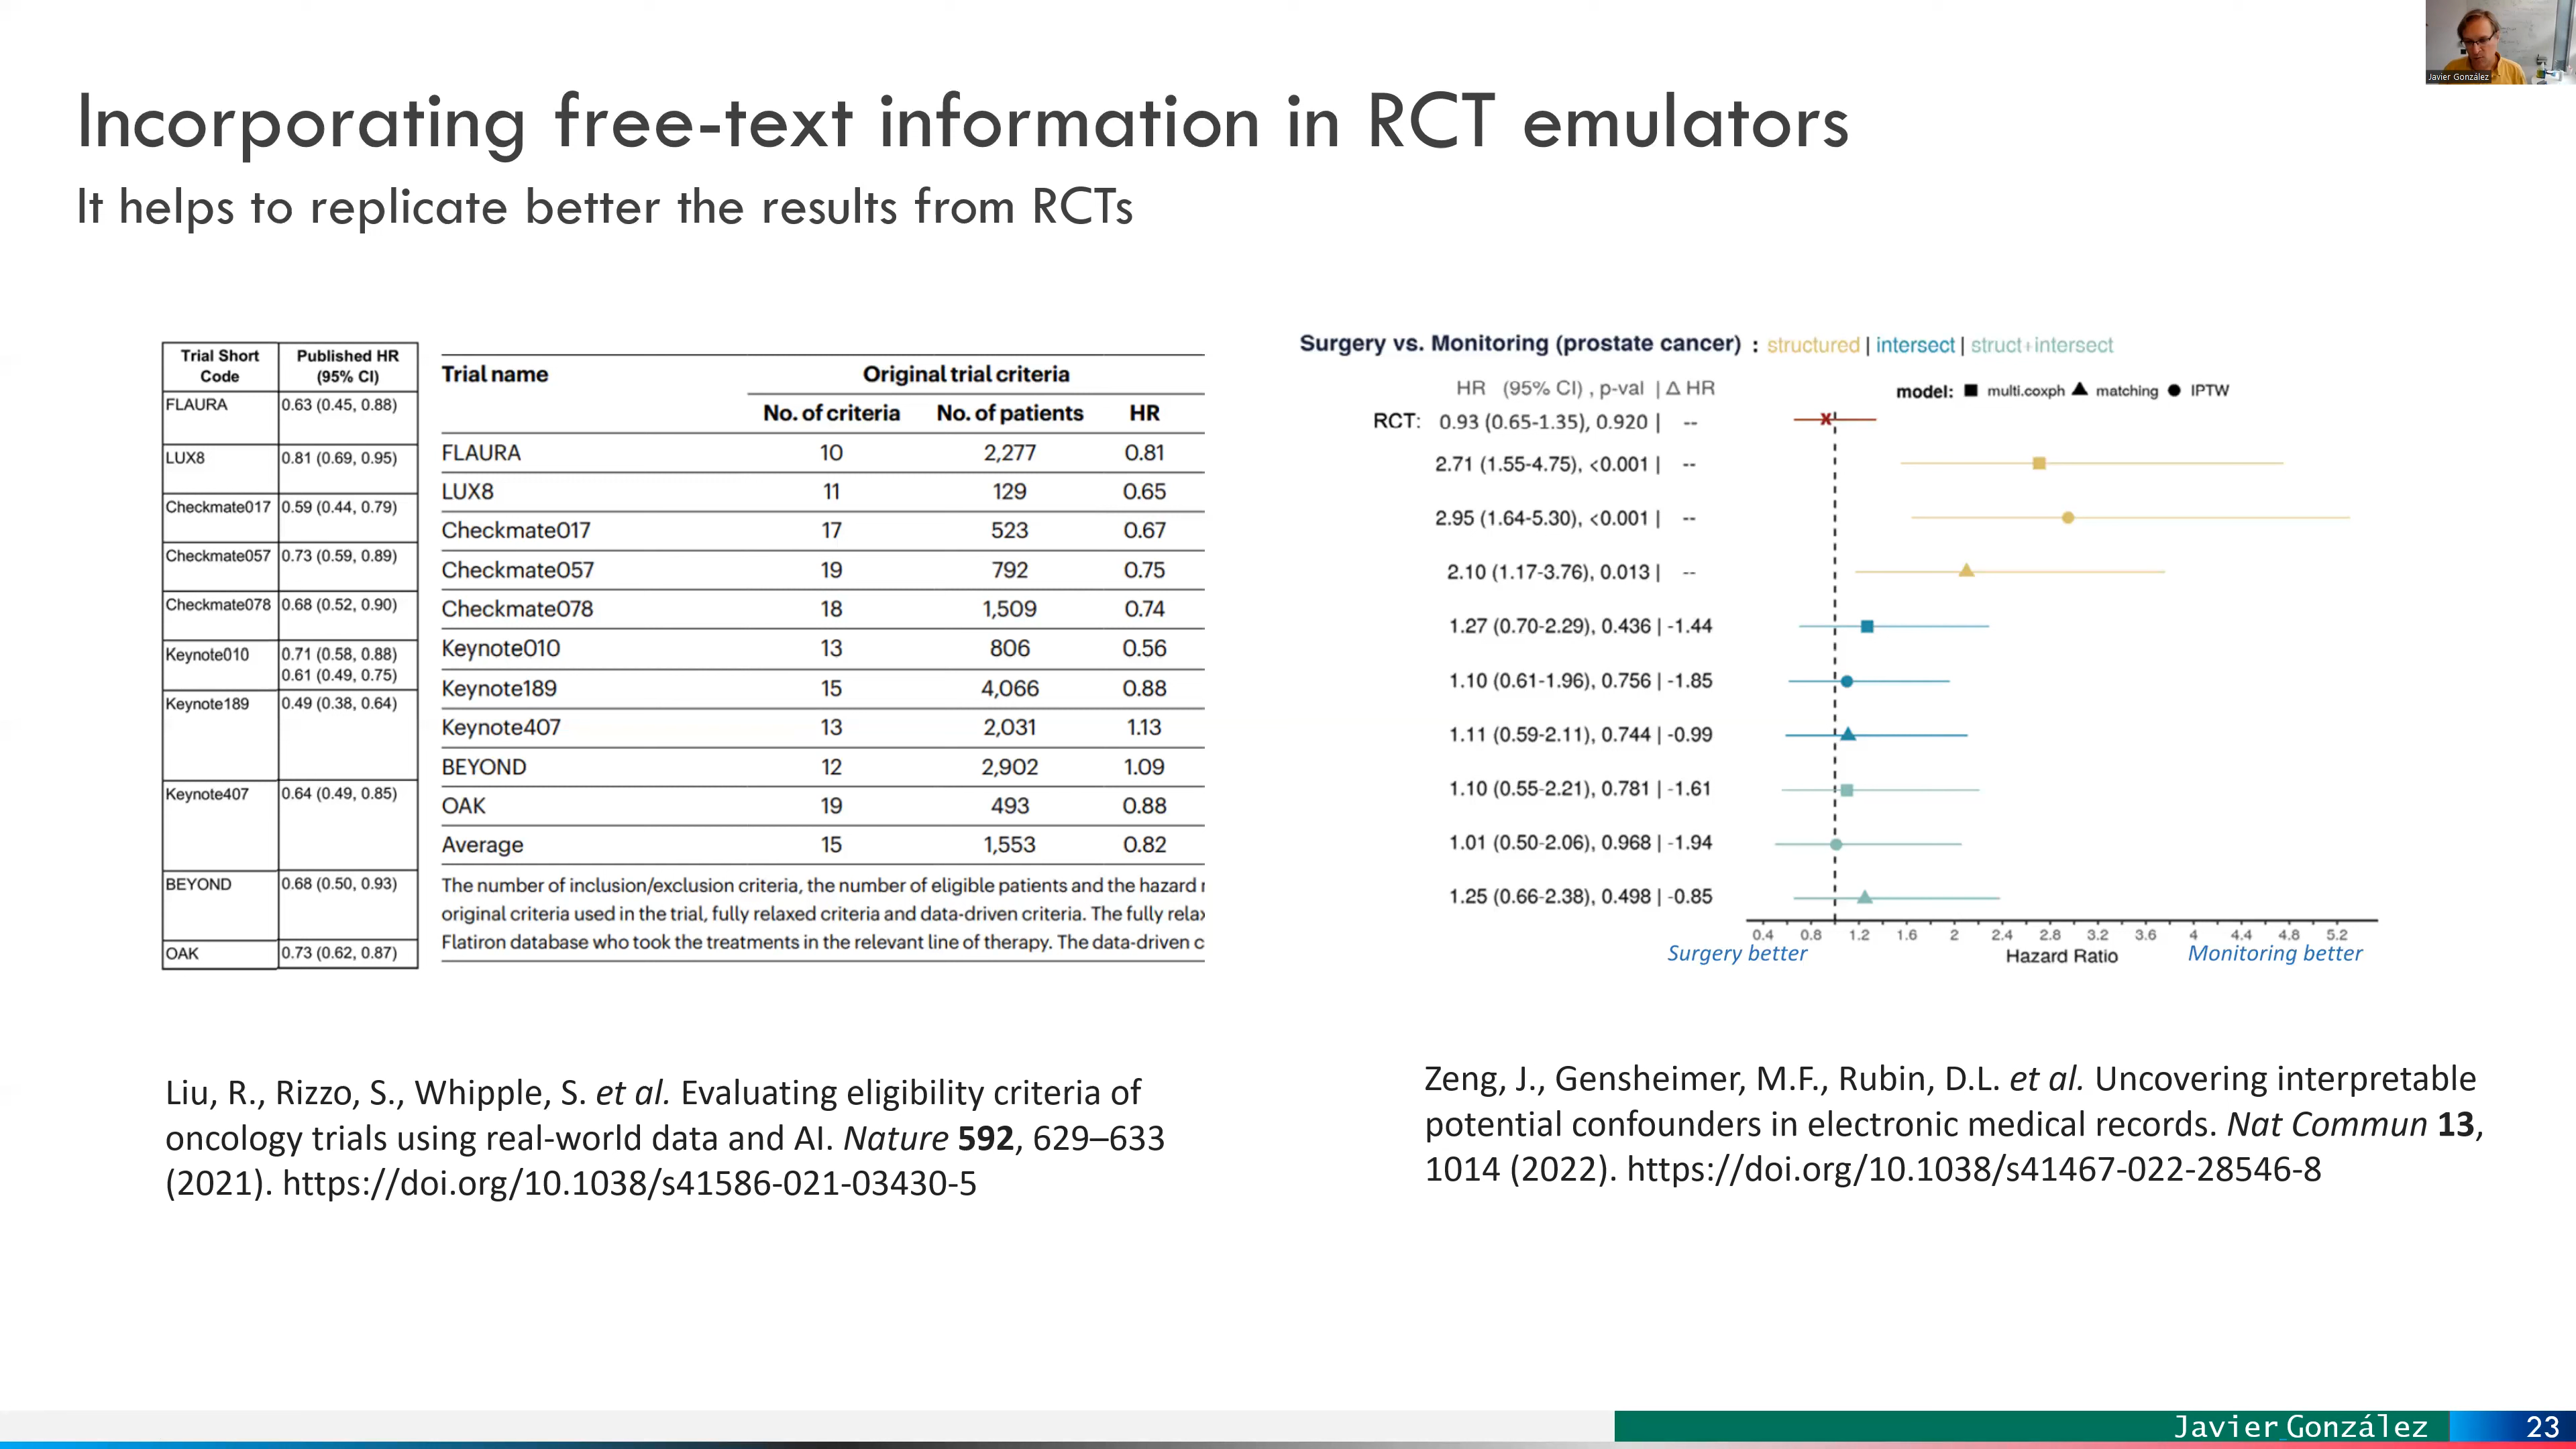 Javier González
Incorporating free-text information in RCT emulators
It helps to replicate better the results from RCTs
Trial Short Code Published HR (95% CI)
FLAURA 0.63 (0.45, 0.88)
LUX8 0.81 (0.69, 0.95)
Checkmate017 0.59 (0.44, 0.79)
Checkmate057 0.73 (0.59, 0.89)
Checkmate078 0.68 (0.52, 0.90)
Keynote010 0.71 (0.58, 0.88)
0.61 (0.49, 0.75)
Keynote189 0.49 (0.38, 0.64)
Keynote407 0.64 (0.49, 0.85)
BEYOND 0.68 (0.50, 0.93)
OAK 0.73 (0.62, 0.87)
Trial name Original trial criteria
No. of criteria No. of patients HR
FLAURA 10 2,277 0.81
LUX8 11 129 0.65
Checkmate017 17 523 0.67
Checkmate057 19 792 0.75
Checkmate078 18 1,509 0.74
Keynote010 13 806 0.56
Keynote189 15 4,066 0.88
Keynote407 13 2,031 1.13
BEYOND 12 2,902 1.09
OAK 19 493 0.88
Average 15 1,553 0.82
The number of inclusion/exclusion criteria, the number of eligible patients and the hazard
original criteria used in the trial, fully relaxed criteria and data-driven criteria. The fully
Flatiron database who took the treatments in the relevant line of therapy. The data-driven
Surgery vs. Monitoring (prostate cancer) : structured | intersect | struct+intersect
HR (95% CI) , p-val | Δ HR
model: multi.coxph matching IPTW
RCT: 0.93 (0.65-1.35), 0.920 | --
2.71 (1.55-4.75), <0.001 | --
2.95 (1.64-5.30), <0.001 | --
2.10 (1.17-3.76), 0.013 | --
1.27 (0.70-2.29), 0.436 | -1.44
1.10 (0.61-1.96), 0.756 | -1.85
1.11 (0.59-2.11), 0.744 | -0.99
1.10 (0.55-2.21), 0.781 | -1.61
1.01 (0.50-2.06), 0.968 | -1.94
1.25 (0.66-2.38), 0.498 | -0.85
0.4 0.8 1.2 1.6 2 2.4 2.8 3.2 3.6 4 4.4 4.8 5.2
Surgery better Hazard Ratio Monitoring better
Liu, R., Rizzo, S., Whipple, S. et al. Evaluating eligibility criteria of
oncology trials using real-world data and AI. Nature 592, 629–633
(2021). https://doi.org/10.1038/s41586-021-03430-5
Zeng, J., Gensheimer, M.F., Rubin, D.L. et al. Uncovering interpretable
potential confounders in electronic medical records. Nat Commun 13,
1014 (2022). https://doi.org/10.1038/s41467-022-28546-8
Javier González 23